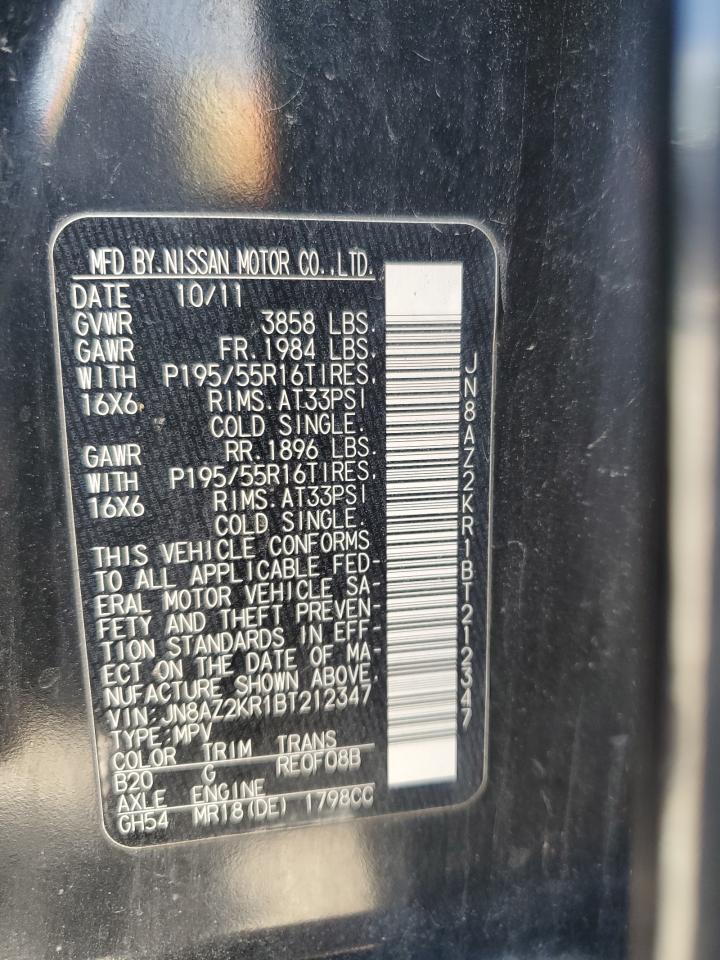 MFD BY.NISSAN MOTOR CO.,LTD.
DATE 10/11
GVWR 3858 LBS.
GAWR FR.1984 LBS.
WITH P195/55R16TIRES.
16X6 RIMS.AT33PSI
COLD SINGLE.
GAWR RR.1896 LBS.
WITH P195/55R16TIRES.
16X6 RIMS.AT33PSI
COLD SINGLE.
THIS VEHICLE CONFORMS
TO ALL APPLICABLE FED-
ERAL MOTOR VEHICLE SA-
FETY AND THEFT PREVEN-
TION STANDARDS IN EFF-
ECT ON THE DATE OF MA-
NUFACTURE SHOWN ABOVE.
VIN:JN8AZ2KR1BT212347
TYPE:MPV
COLOR TRIM TRANS
B20 G RE0F08B
AXLE ENGINE
GH54 MR18(DE) 1798CC
JN8AZ2KR1BT212347